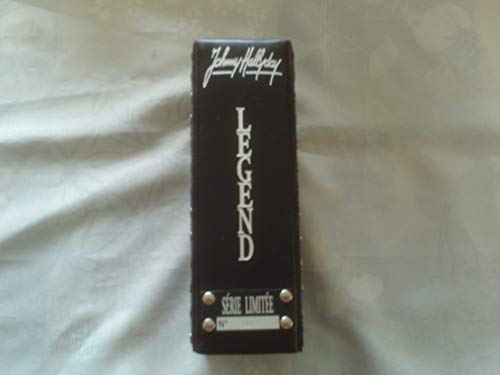 Johnny Hallyday
LEGEND
SÉRIE LIMITÉE
N°